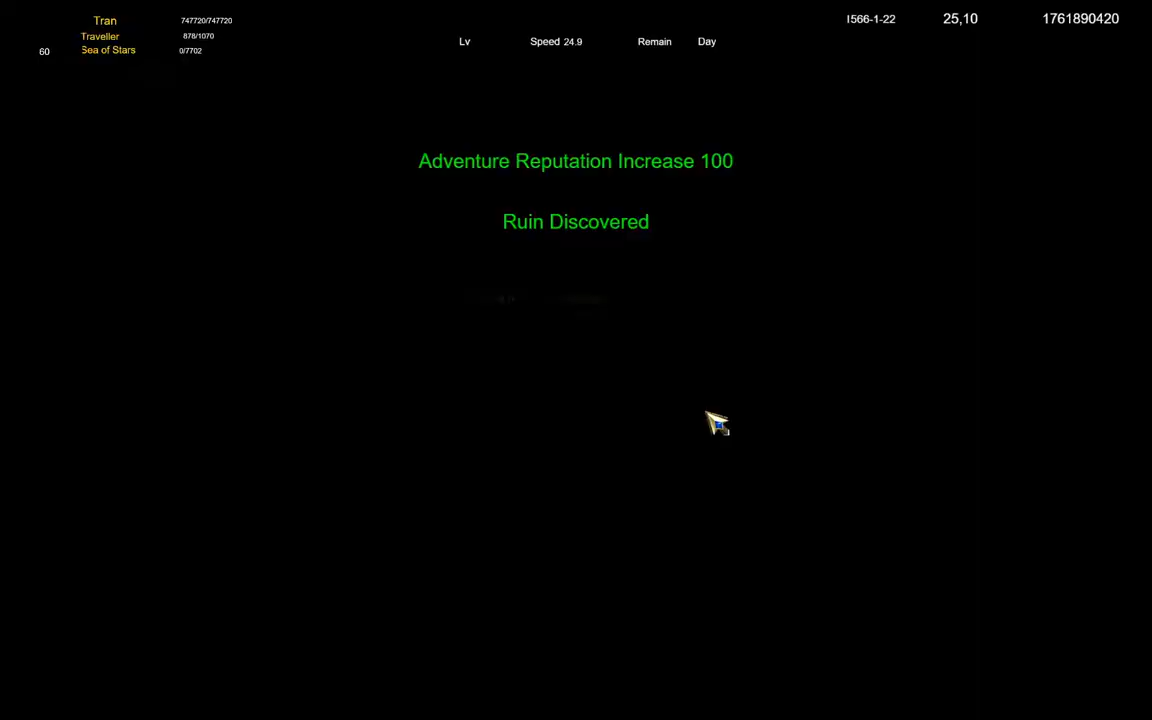 Tran 747720/747720
Traveller 878/1070
60 Sea of Stars 0/7702
Lv Speed 24.9 Remain Day
1566-1-22 25,10 1761890420
Adventure Reputation Increase 100
Ruin Discovered